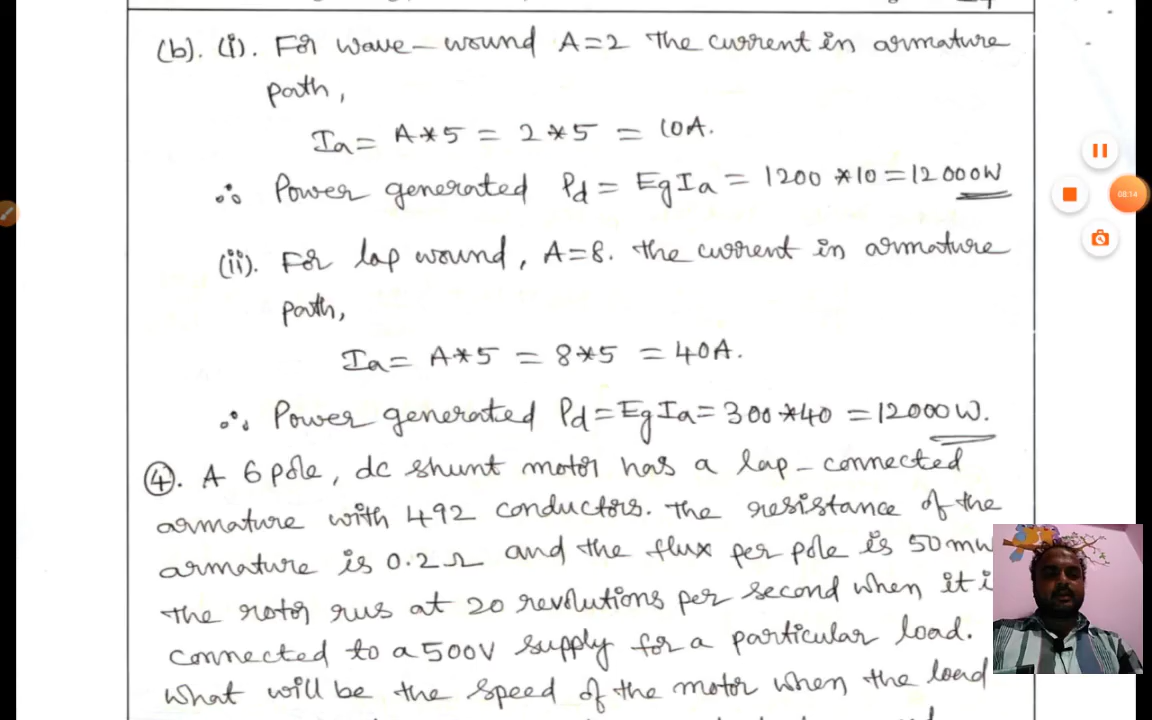 (b). (i). For wave-wound A=2 the current in armature
path,
Ia = A*5 = 2*5 = 10A.
∴ Power generated Pd = EgIa = 1200 *10 = 12000W
(ii). For lap wound, A=8. the current in armature
path,
Ia = A*5 = 8*5 = 40A.
∴ Power generated Pd = EgIa = 300*40 = 12000W.
08:14
④. A 6 pole, dc shunt motor has a lap-connected
armature with 492 conductors. The resistance of the
armature is 0.2Ω and the flux per pole is 50mw
The rotor rus at 20 revolutions per second when it i
connected to a 500V supply for a particular load.
What will be the speed of the motor when the load